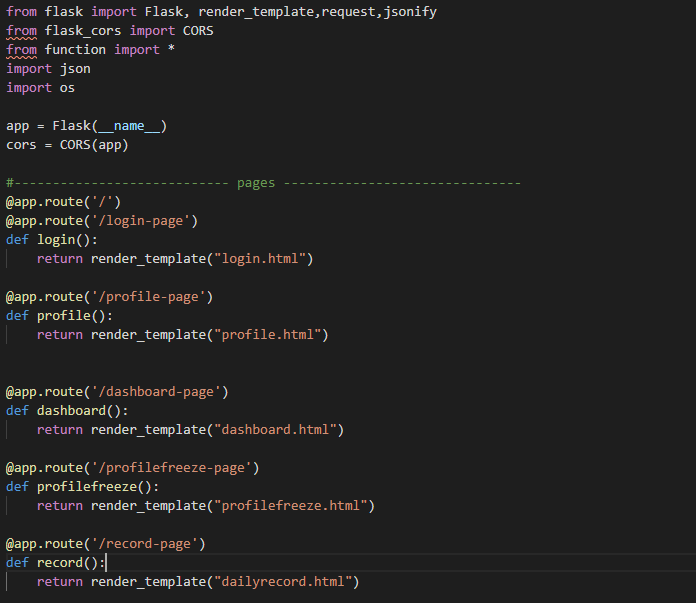 from flask import Flask, render_template,request,jsonify
from flask_cors import CORS
from function import *
import json
import os
app = Flask(__name__)
cors = CORS(app)
#---------------------------- pages -------------------------------
@app.route('/')
@app.route('/login-page')
def login():
    return render_template("login.html")
@app.route('/profile-page')
def profile():
    return render_template("profile.html")
@app.route('/dashboard-page')
def dashboard():
    return render_template("dashboard.html")
@app.route('/profilefreeze-page')
def profilefreeze():
    return render_template("profilefreeze.html")
@app.route('/record-page')
def record():
    return render_template("dailyrecord.html")